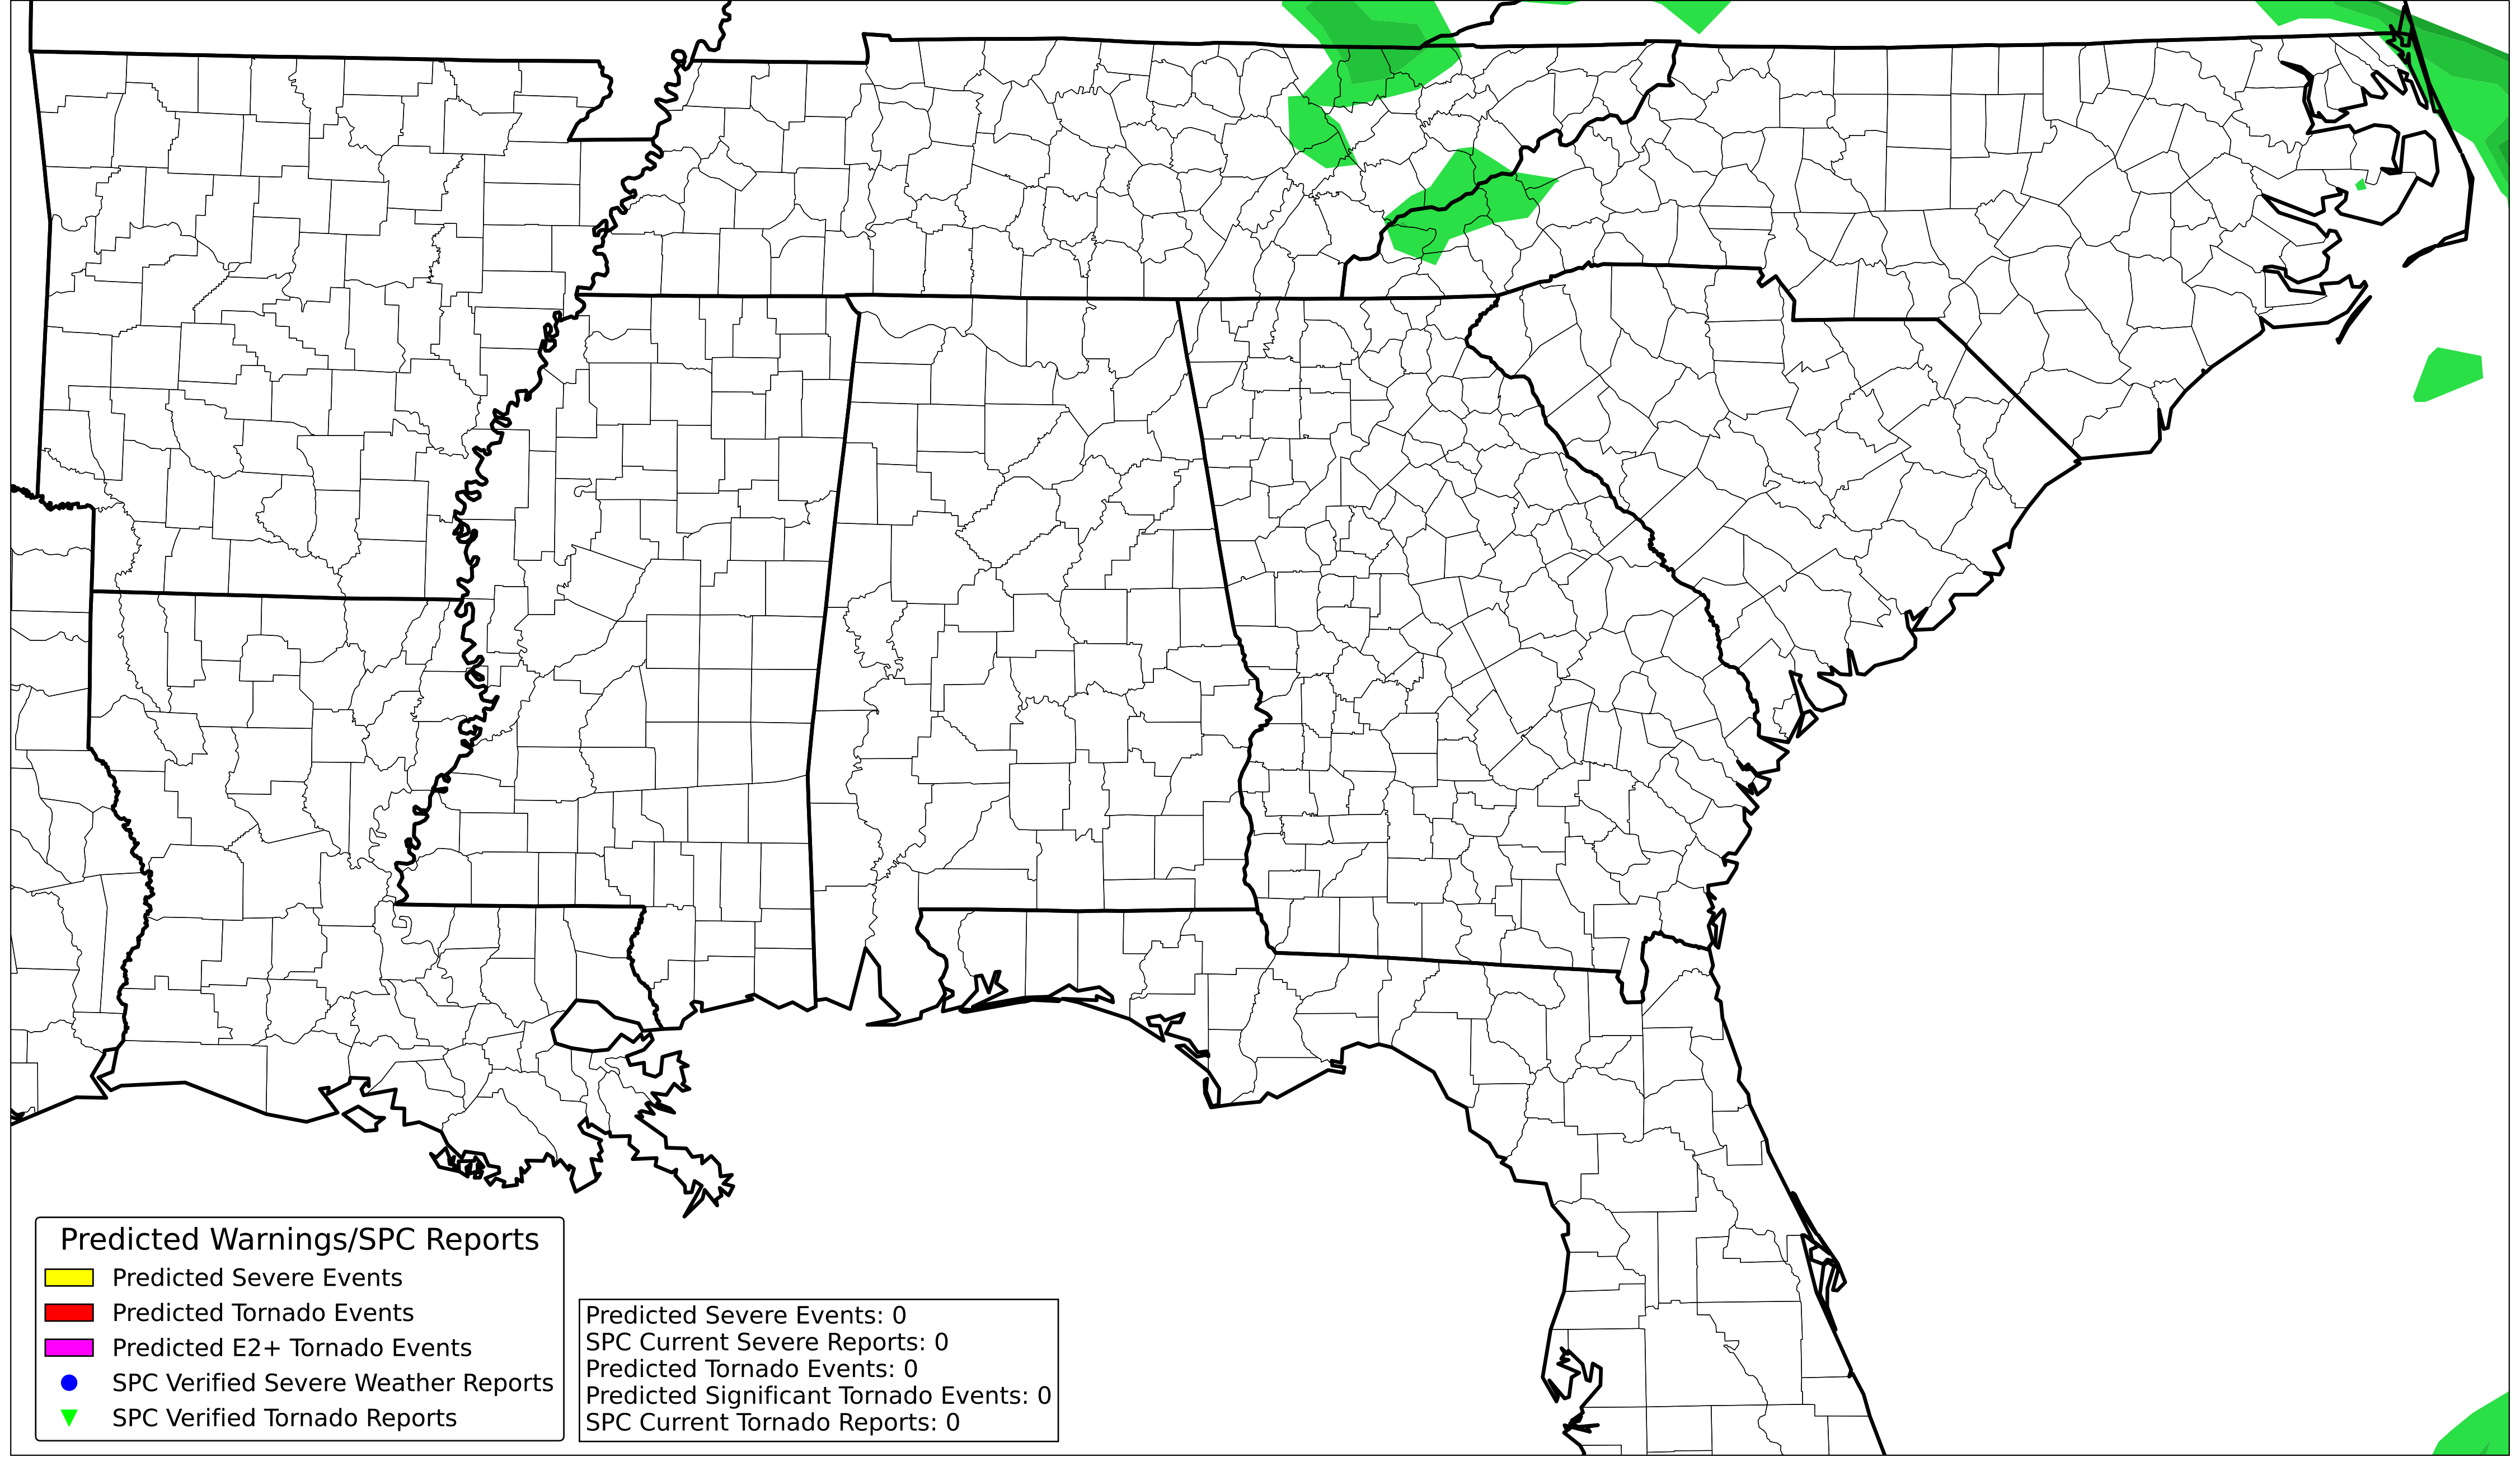 Predicted Warnings/SPC Reports
Predicted Severe Events
Predicted Tornado Events
Predicted E2+ Tornado Events
SPC Verified Severe Weather Reports
SPC Verified Tornado Reports
Predicted Severe Events: 0
SPC Current Severe Reports: 0
Predicted Tornado Events: 0
Predicted Significant Tornado Events: 0
SPC Current Tornado Reports: 0